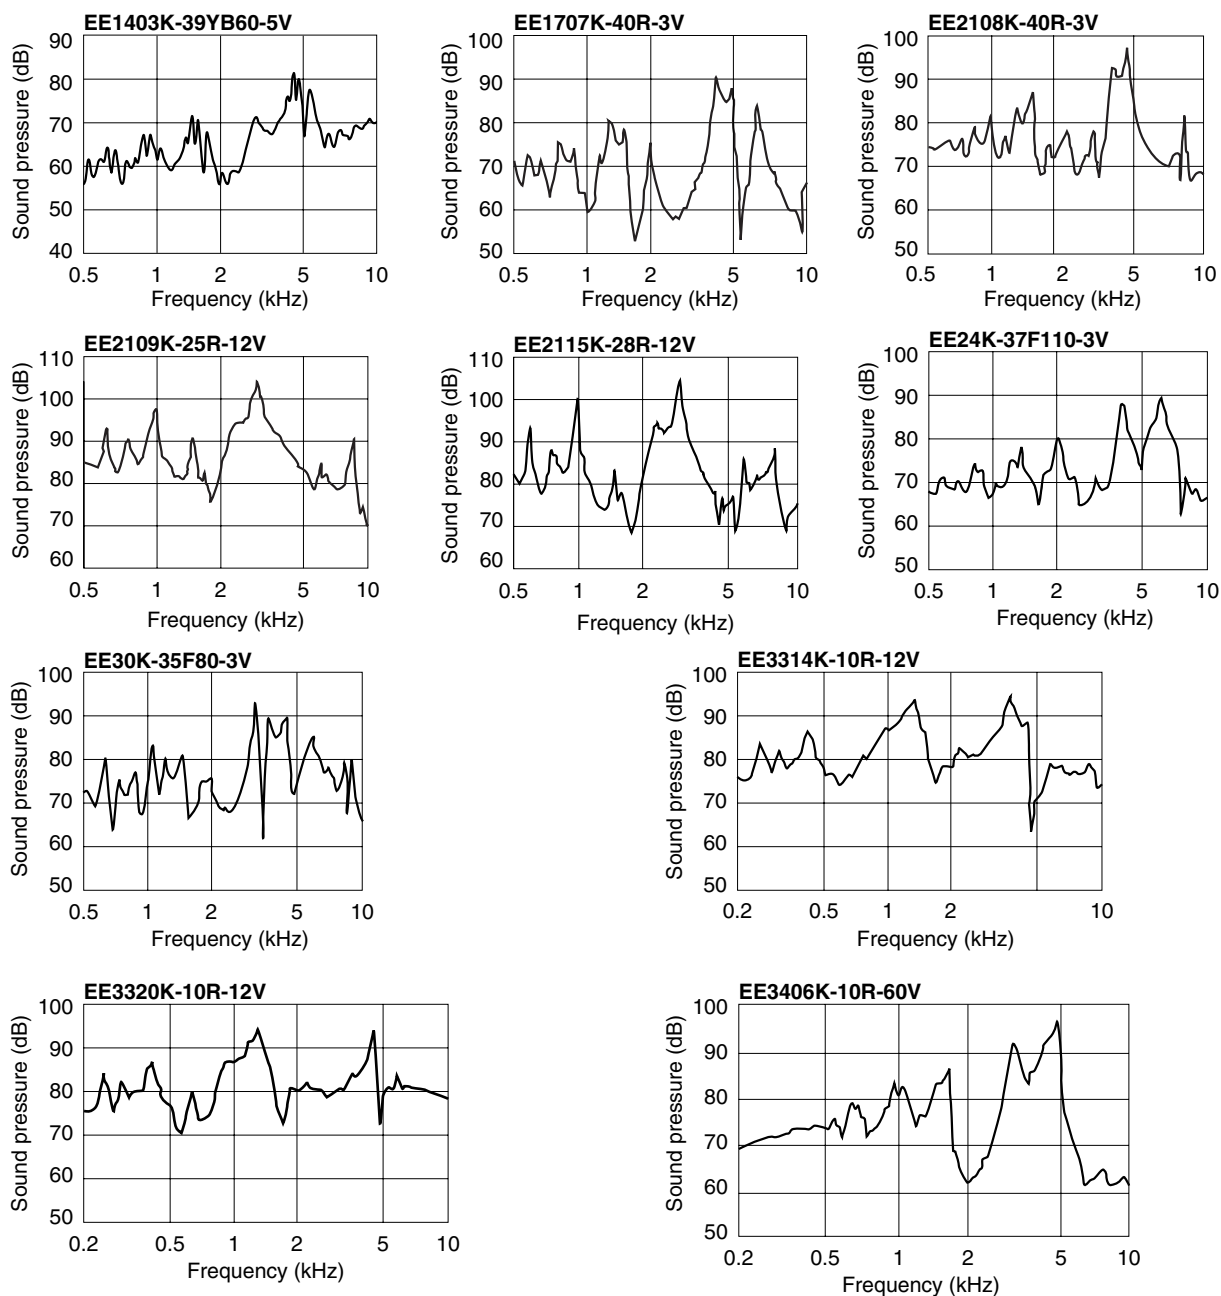 EE1403K-39YB60-5V
Sound pressure (dB)
90
80
70
60
50
40
0.5 1 2 5 10
Frequency (kHz)
EE1707K-40R-3V
Sound pressure (dB)
100
90
80
70
60
50
0.5 1 2 5 10
Frequency (kHz)
EE2108K-40R-3V
Sound pressure (dB)
100
90
80
70
60
50
0.5 1 2 5 10
Frequency (kHz)
EE2109K-25R-12V
Sound pressure (dB)
110
100
90
80
70
60
0.5 1 2 5 10
Frequency (kHz)
EE2115K-28R-12V
Sound pressure (dB)
110
100
90
80
70
60
0.5 1 2 5 10
Frequency (kHz)
EE24K-37F110-3V
Sound pressure (dB)
100
90
80
70
60
50
0.5 1 2 5 10
Frequency (kHz)
EE30K-35F80-3V
Sound pressure (dB)
100
90
80
70
60
50
0.5 1 2 5 10
Frequency (kHz)
EE3314K-10R-12V
Sound pressure (dB)
100
90
80
70
60
50
0.2 0.5 1 2 10
Frequency (kHz)
EE3320K-10R-12V
Sound pressure (dB)
100
90
80
70
60
50
0.2 0.5 1 2 5 10
Frequency (kHz)
EE3406K-10R-60V
Sound pressure (dB)
100
90
80
70
60
50
0.2 0.5 1 2 5 10
Frequency (kHz)